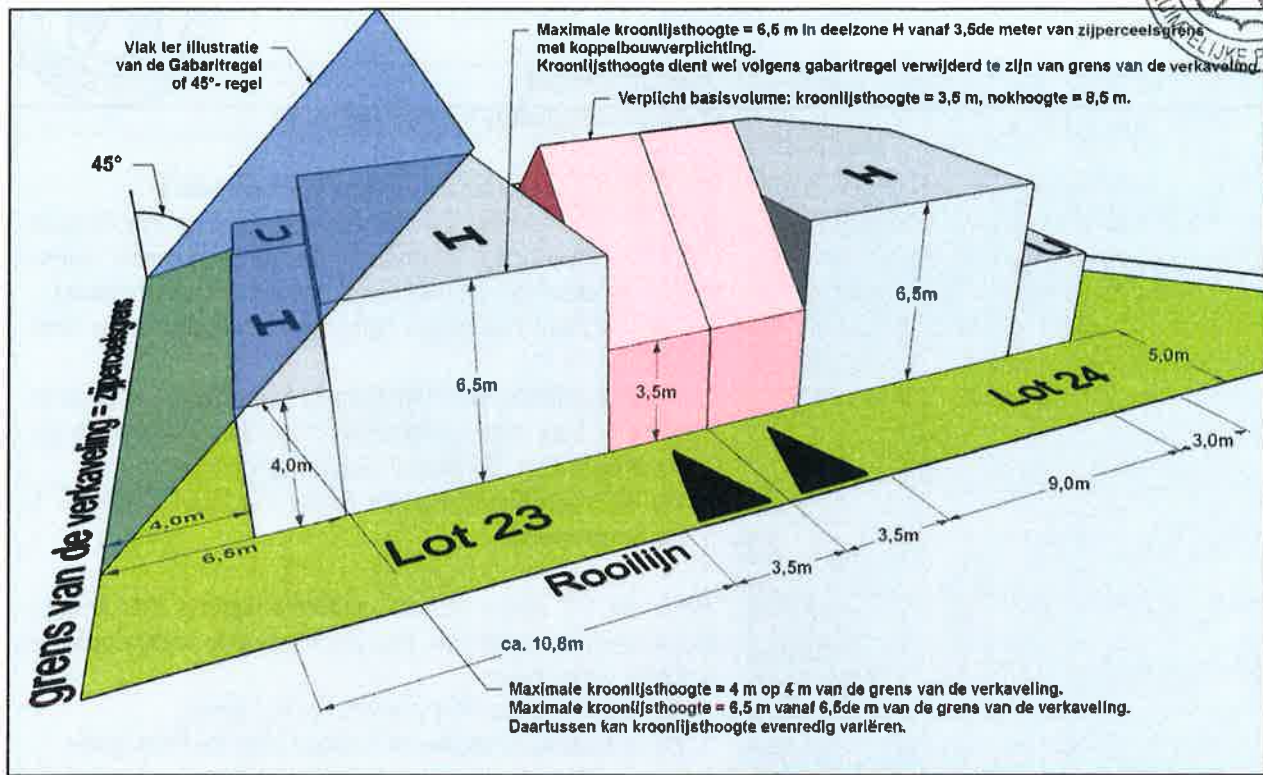 Vlak ter illustratie
van de Gabaritregel
of 45°- regel
Maximale kroonlijsthoogte = 6,5 m in deelzone H vanaf 3,5de meter van zijperceelsgrens
met koppelbouwverplichting.
Kroonlijsthoogte dient wel volgens gabaritregel verwijderd te zijn van grens van de verkaveling.
Verplicht basisvolume: kroonlijsthoogte = 3,5 m, nokhoogte = 8,5 m.
45°
U
H
H
H
U
6,5m
6,5m
3,5m
4,0m
5,0m
4,0m
6,5m
3,0m
9,0m
3,5m
3,5m
ca. 10,8m
Lot 23
Lot 24
Rooilijn
grens van de verkaveling = zijperceelsgrens
Maximale kroonlijsthoogte = 4 m op 4 m van de grens van de verkaveling.
Maximale kroonlijsthoogte = 6,5 m vanaf 6,5de m van de grens van de verkaveling.
Daartussen kan kroonlijsthoogte evenredig variëren.